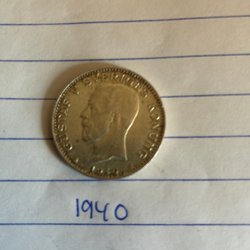 GUSTAF V SVERIGES KONUNG
1940